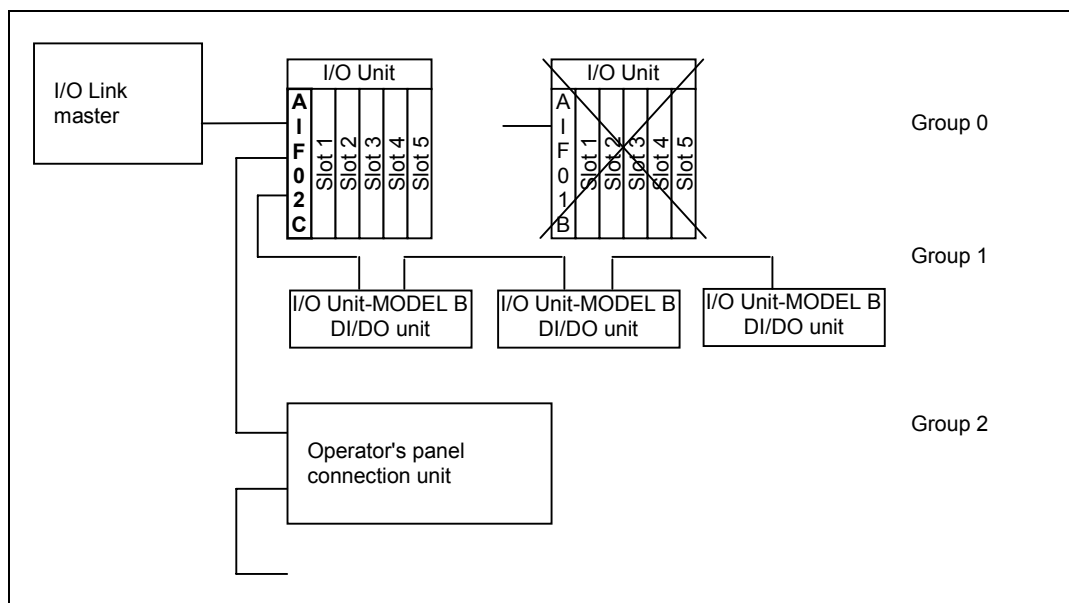 I/O Link
master
I/O Unit
AIF02C
Slot 1
Slot 2
Slot 3
Slot 4
Slot 5
I/O Unit
AIF01B
Slot 1
Slot 2
Slot 3
Slot 4
Slot 5
Group 0
Group 1
I/O Unit-MODEL B
DI/DO unit
I/O Unit-MODEL B
DI/DO unit
I/O Unit-MODEL B
DI/DO unit
Group 2
Operator's panel
connection unit